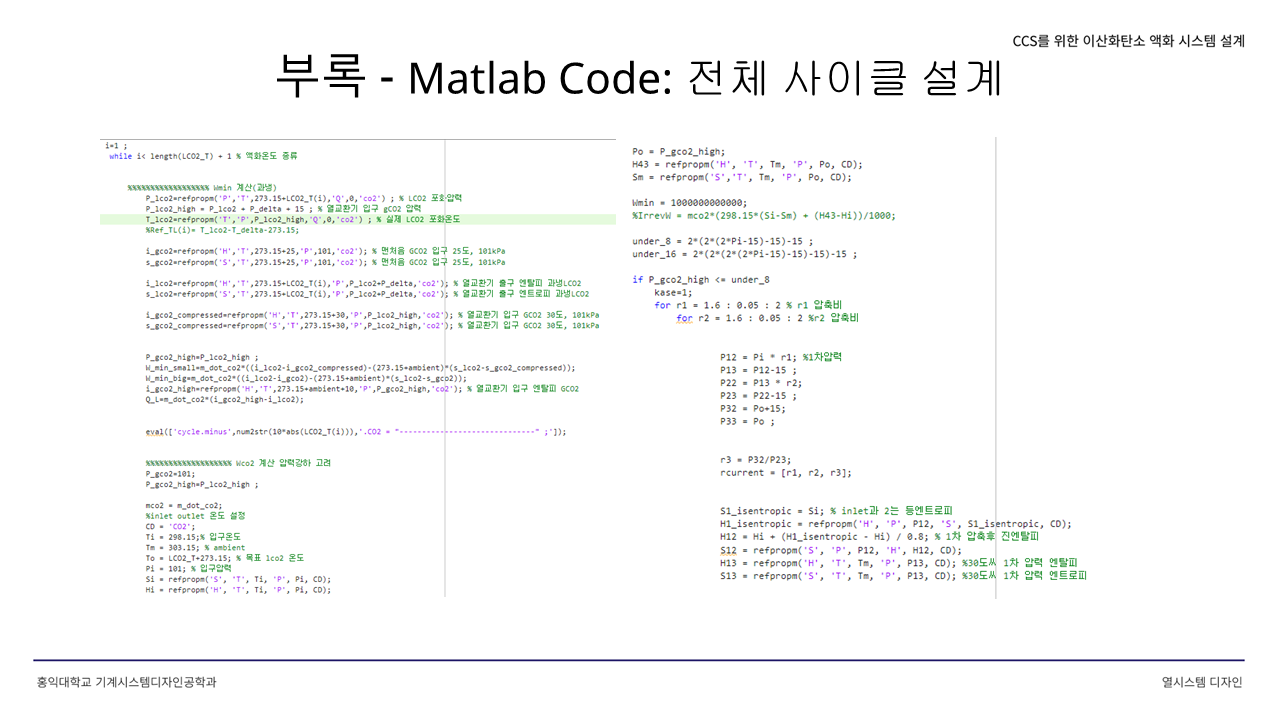 CCS를 위한 이산화탄소 액화 시스템 설계
부록 - Matlab Code: 전체 사이클 설계
i=1 ;
while i< length(LCO2_T) + 1 % 액화온도 종류
%%%%%%%%%%%%%%%%%% Wmin 계산(과냉)
P_lco2=refpropm('P','T',273.15+LCO2_T(i),'Q',0,'co2') ; % LCO2 포화압력
P_lco2_high = P_lco2 + P_delta + 15 ; % 열교환기 입구 gCO2 압력
T_lco2=refpropm('T','P',P_lco2_high,'Q',0,'co2') ; % 실제 LCO2 포화온도
%Ref_TL(i)= T_lco2-T_delta-273.15;
i_gco2=refpropm('H','T',273.15+25,'P',101,'co2'); % 맨처음 GCO2 입구 25도, 101kPa
s_gco2=refpropm('S','T',273.15+25,'P',101,'co2'); % 맨처음 GCO2 입구 25도, 101kPa
i_lco2=refpropm('H','T',273.15+LCO2_T(i),'P',P_lco2+P_delta,'co2'); % 열교환기 출구 엔탈피 과냉LCO2
s_lco2=refpropm('S','T',273.15+LCO2_T(i),'P',P_lco2+P_delta,'co2'); % 열교환기 출구 엔트로피 과냉LCO2
i_gco2_compressed=refpropm('H','T',273.15+30,'P',P_lco2_high,'co2'); % 열교환기 입구 GCO2 30도, 101kPa
s_gco2_compressed=refpropm('S','T',273.15+30,'P',P_lco2_high,'co2'); % 열교환기 입구 GCO2 30도, 101kPa
P_gco2_high=P_lco2_high ;
W_min_small=m_dot_co2*((i_lco2-i_gco2_compressed)-(273.15+ambient)*(s_lco2-s_gco2_compressed));
W_min_big=m_dot_co2*((i_lco2-i_gco2)-(273.15+ambient)*(s_lco2-s_gco2));
i_gco2_high=refpropm('H','T',273.15+ambient+10,'P',P_gco2_high,'co2'); % 열교환기 입구 엔탈피 GCO2
Q_L=m_dot_co2*(i_gco2_high-i_lco2);
eval(['cycle.minus',num2str(10*abs(LCO2_T(i))),'.CO2 = "------------------------------" ;']);
%%%%%%%%%%%%%%%%%%% Wco2 계산 압력강하 고려
P_gco2=101;
P_gco2_high=P_lco2_high ;
mco2 = m_dot_co2;
%inlet outlet 온도 설정
CD = 'CO2';
Ti = 298.15;% 입구온도
Tm = 303.15; % ambient
To = LCO2_T+273.15; % 목표 lco2 온도
Pi = 101; % 입구압력
Si = refpropm('S', 'T', Ti, 'P', Pi, CD);
Hi = refpropm('H', 'T', Ti, 'P', Pi, CD);
Po = P_gco2_high;
H43 = refpropm('H', 'T', Tm, 'P', Po, CD);
Sm = refpropm('S','T', Tm, 'P', Po, CD);
Wmin = 1000000000000;
%IrrevW = mco2*(298.15*(Si-Sm) + (H43-Hi))/1000;
under_8 = 2*(2*(2*Pi-15)-15)-15 ;
under_16 = 2*(2*(2*(2*Pi-15)-15)-15)-15 ;
if P_gco2_high <= under_8
kase=1;
for r1 = 1.6 : 0.05 : 2 % r1 압축비
for r2 = 1.6 : 0.05 : 2 %r2 압축비
P12 = Pi * r1; %1차압력
P13 = P12-15 ;
P22 = P13 * r2;
P23 = P22-15 ;
P32 = Po+15;
P33 = Po ;
r3 = P32/P23;
rcurrent = [r1, r2, r3];
S1_isentropic = Si; % inlet과 2는 등엔트로피
H1_isentropic = refpropm('H', 'P', P12, 'S', S1_isentropic, CD);
H12 = Hi + (H1_isentropic - Hi) / 0.8; % 1차 압축후 진엔탈피
S12 = refpropm('S', 'P', P12, 'H', H12, CD);
H13 = refpropm('H', 'T', Tm, 'P', P13, CD); %30도씨 1차 압력 엔탈피
S13 = refpropm('S', 'T', Tm, 'P', P13, CD); %30도씨 1차 압력 엔트로피
홍익대학교 기계시스템디자인공학과
열시스템 디자인